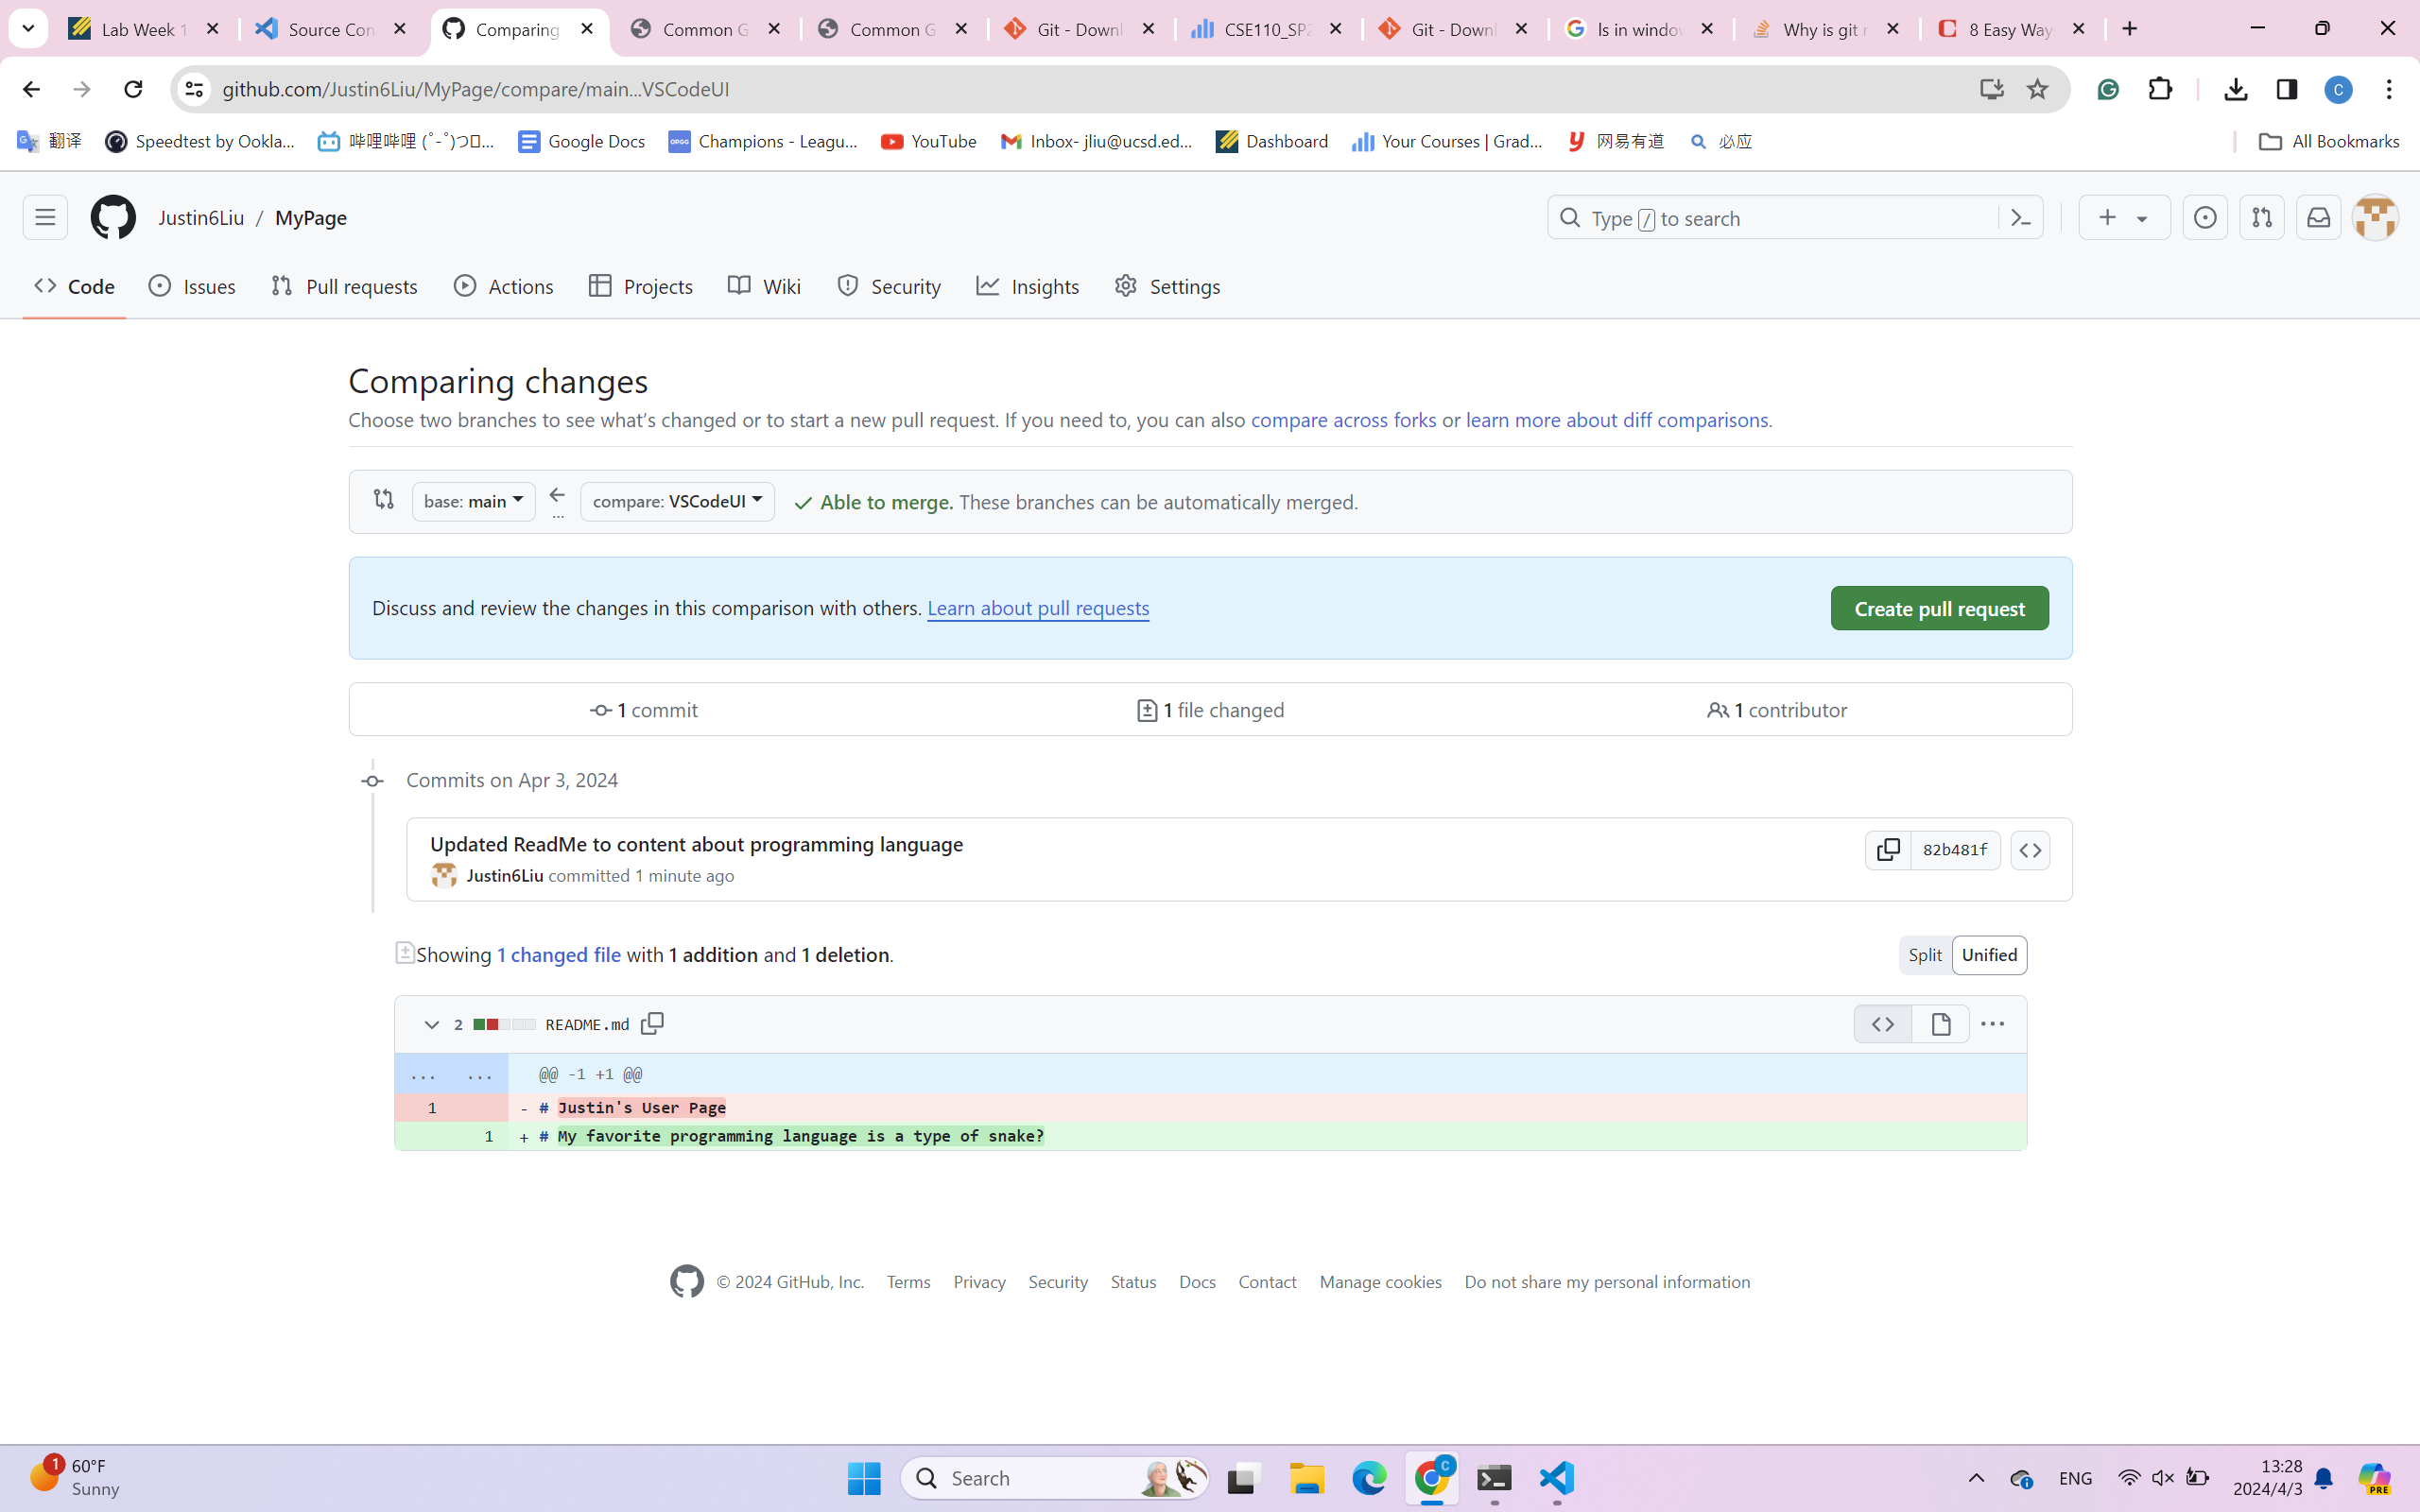 Lab Week 1
Source Con
Comparing
Common G
Common G
Git - Downl
CSE110_SP2
Git - Downl
ls in window
Why is git n
8 Easy Way
github.com/Justin6Liu/MyPage/compare/main...VSCodeUI
翻译
Speedtest by Ookla...
Google Docs
Champions - Leagu...
YouTube
Inbox- jliu@ucsd.ed...
Dashboard
Your Courses | Grad...
网易有道
必应
All Bookmarks
Justin6Liu / MyPage
Type / to search
Code
Issues
Pull requests
Actions
Projects
Wiki
Security
Insights
Settings
Comparing changes
Choose two branches to see what's changed or to start a new pull request. If you need to, you can also compare across forks or learn more about diff comparisons.
base: main
...
compare: VSCodeUI
Able to merge. These branches can be automatically merged.
Discuss and review the changes in this comparison with others. Learn about pull requests
Create pull request
1 commit
1 file changed
1 contributor
Commits on Apr 3, 2024
Updated ReadMe to content about programming language
82b481f
Justin6Liu committed 1 minute ago
Showing 1 changed file with 1 addition and 1 deletion.
Split
Unified
2
README.md
... ... @@ -1 +1 @@
1 - # Justin's User Page
1 + # My favorite programming language is a type of snake?
© 2024 GitHub, Inc.
Terms
Privacy
Security
Status
Docs
Contact
Manage cookies
Do not share my personal information
1
60°F
Sunny
Search
ENG
13:28
2024/4/3
PRE